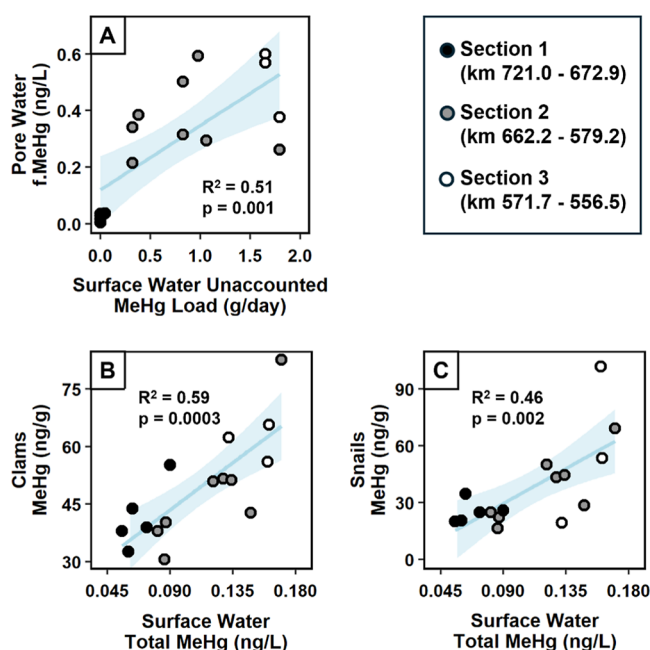 A
Pore Water
f.MeHg (ng/L)
0.6
0.4
0.2
0.0
R² = 0.51
p = 0.001
0.0 0.5 1.0 1.5 2.0
Surface Water Unaccounted
MeHg Load (g/day)
Section 1
(km 721.0 - 672.9)
Section 2
(km 662.2 - 579.2)
Section 3
(km 571.7 - 556.5)
B
Clams
MeHg (ng/g)
75
60
45
30
R² = 0.59
p = 0.0003
0.045 0.090 0.135 0.180
Surface Water
Total MeHg (ng/L)
C
Snails
MeHg (ng/g)
90
60
30
0
R² = 0.46
p = 0.002
0.045 0.090 0.135 0.180
Surface Water
Total MeHg (ng/L)